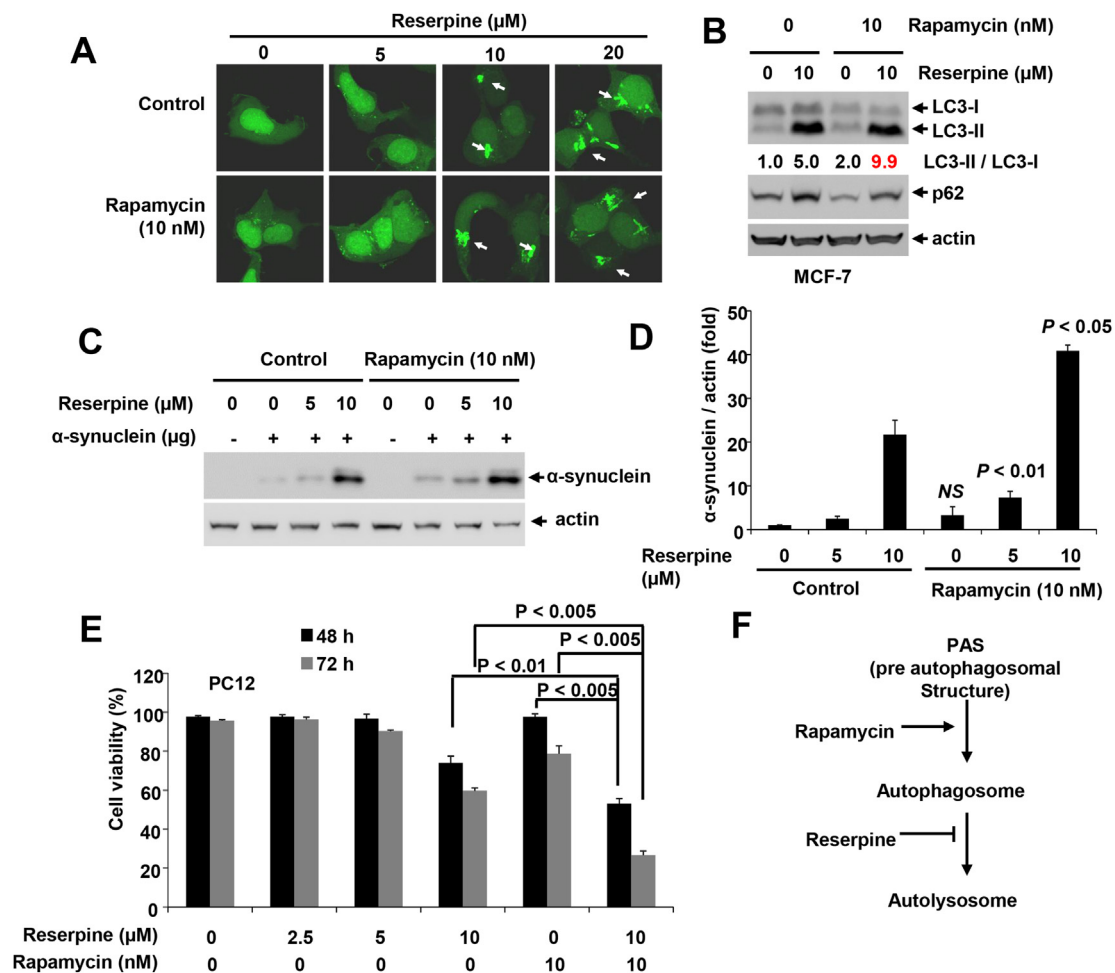 A
Reserpine (µM)
0 5 10 20
Control
Rapamycin
(10 nM)
B
Rapamycin (nM)
0 10
Reserpine (µM)
0 10 0 10
LC3-I
LC3-II
1.0 5.0 2.0 9.9 LC3-II / LC3-I
p62
actin
MCF-7
C
Control Rapamycin (10 nM)
Reserpine (µM) 0 0 5 10 0 0 5 10
α-synuclein (µg) - + + + - + + +
α-synuclein
actin
D
α-synuclein / actin (fold)
50
40
30
20
10
0
NS
P < 0.01
P < 0.05
Reserpine
(µM)
0 5 10 0 5 10
Control Rapamycin (10 nM)
E
48 h
72 h
PC12
Cell viability (%)
120
100
80
60
40
20
0
P < 0.005
P < 0.005
P < 0.01
P < 0.005
Reserpine (µM) 0 2.5 5 10 0 10
Rapamycin (nM) 0 0 0 0 10 10
F
PAS
(pre autophagosomal
Structure)
Rapamycin
Autophagosome
Reserpine
Autolysosome